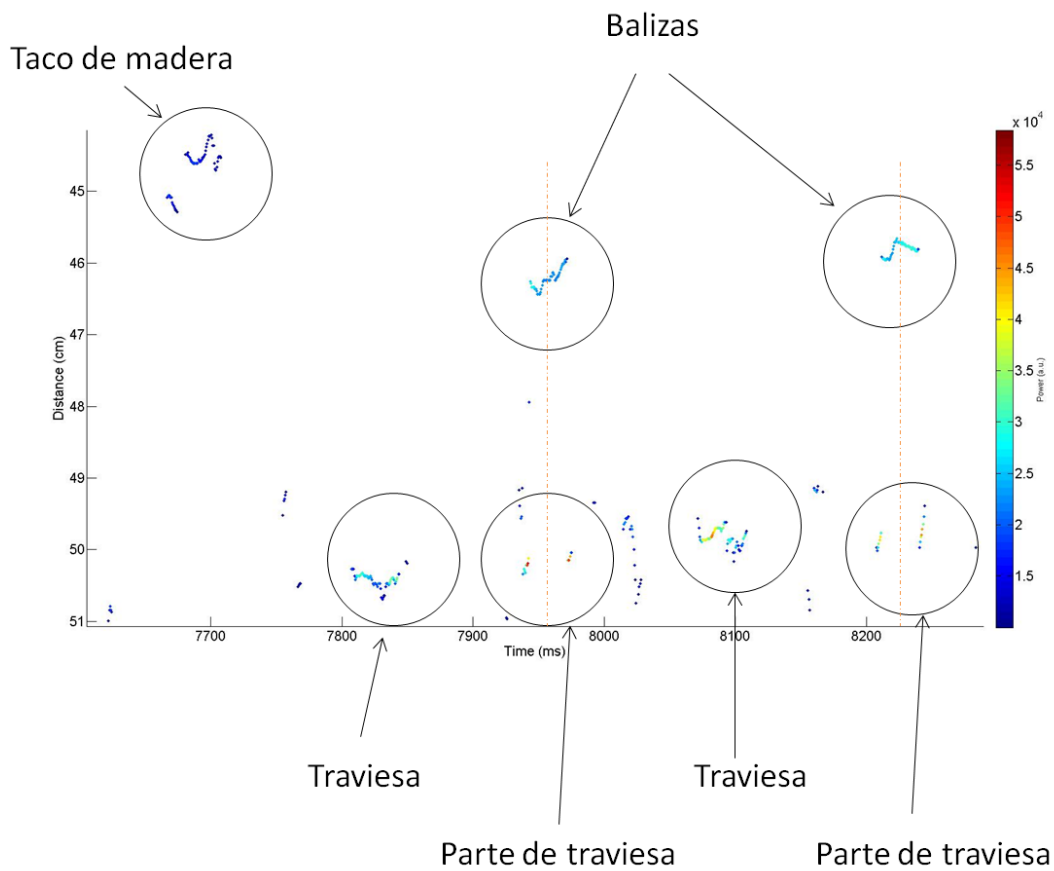 Balizas
Taco de madera
x 10⁴
5.5
5
4.5
4
3.5
3
2.5
2
1.5
Power (a.u.)
45
46
47
48
49
50
51
Distance (cm)
7700
7800
7900
8000
8100
8200
Time (ms)
Traviesa
Traviesa
Parte de traviesa
Parte de traviesa